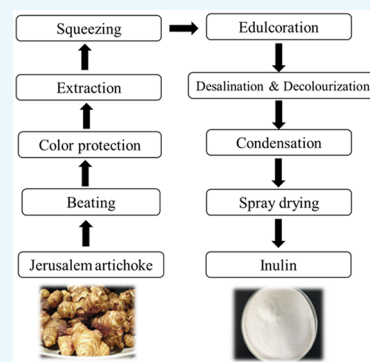 Squeezing
Edulcoration
Extraction
Desalination & Decolourization
Color protection
Condensation
Beating
Spray drying
Jerusalem artichoke
Inulin